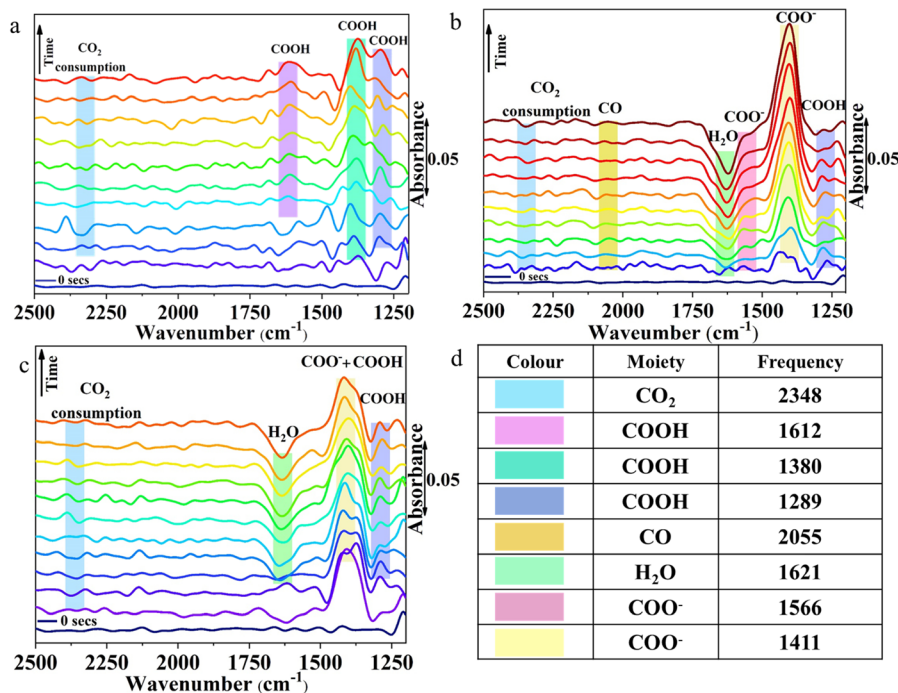 a
Time
CO2
consumption
COOH
COOH
COOH
0.05
Absorbance
0 secs
2500 2250 2000 1750 1500 1250
Wavenumber (cm-1)
b
Time
CO2
consumption
CO
H2O
COO-
COO-
COOH
0.05
Absorbance
0 secs
2500 2250 2000 1750 1500 1250
Waveumber (cm-1)
c
Time
CO2
consumption
H2O
COO-+COOH
COOH
0.05
Absorbance
0 secs
2500 2250 2000 1750 1500 1250
Wavenumber (cm-1)
d
Colour Moiety Frequency
CO2 2348
COOH 1612
COOH 1380
COOH 1289
CO 2055
H2O 1621
COO- 1566
COO- 1411